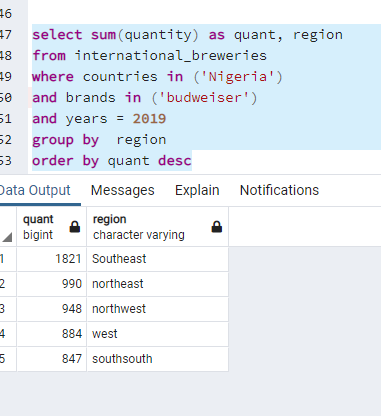 46
47 select sum(quantity) as quant, region
48 from international_breweries
49 where countries in ('Nigeria')
50 and brands in ('budweiser')
51 and years = 2019
52 group by  region
53 order by quant desc
Data Output Messages Explain Notifications
quant region
bigint character varying
1 1821 Southeast
2 990 northeast
3 948 northwest
4 884 west
5 847 southsouth